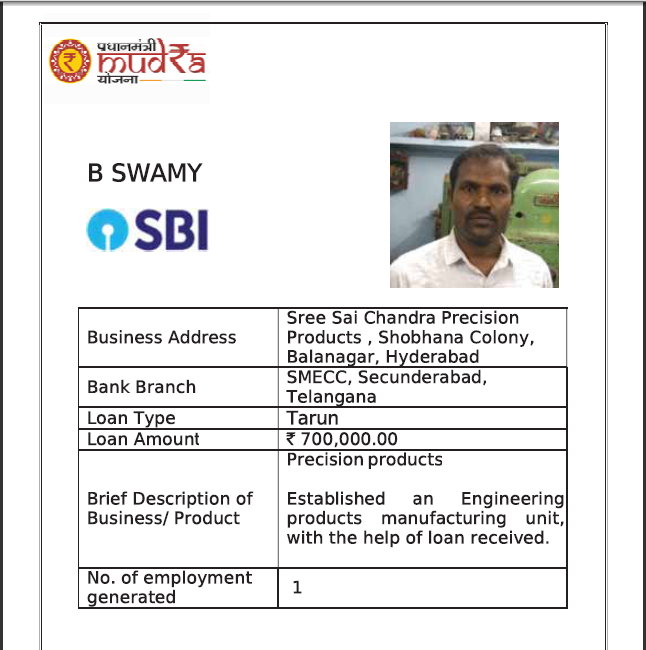 प्रधानमंत्री
mudRa
योजना
B SWAMY
SBI
Business Address
Sree Sai Chandra Precision
Products , Shobhana Colony,
Balanagar, Hyderabad
Bank Branch
SMECC, Secunderabad,
Telangana
Loan Type
Tarun
Loan Amount
₹ 700,000.00
Brief Description of
Business/ Product
Precision products
Established an Engineering
products manufacturing unit,
with the help of loan received.
No. of employment
generated
1